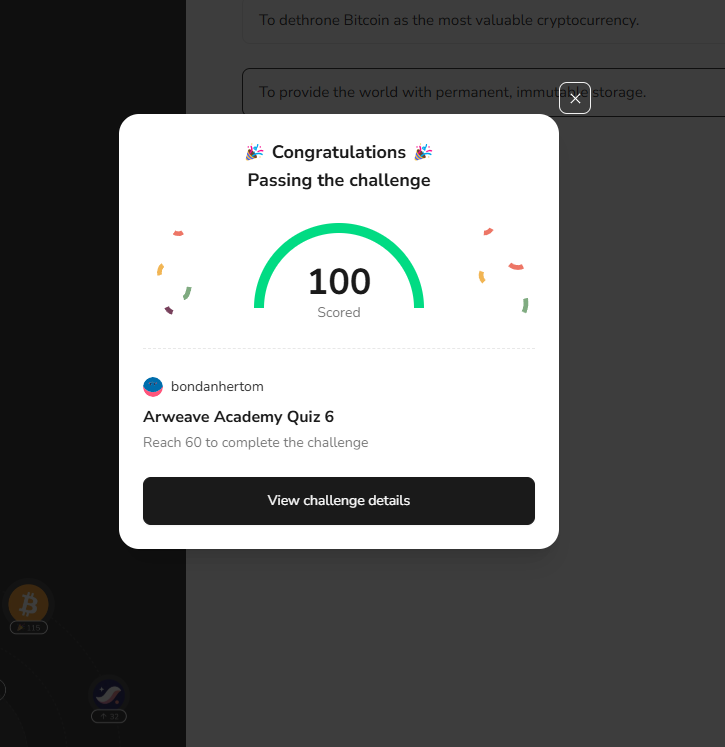 To dethrone Bitcoin as the most valuable cryptocurrency.
To provide the world with permanent, immutable storage.
Congratulations
Passing the challenge
100
Scored
bondanhertom
Arweave Academy Quiz 6
Reach 60 to complete the challenge
View challenge details
115
32